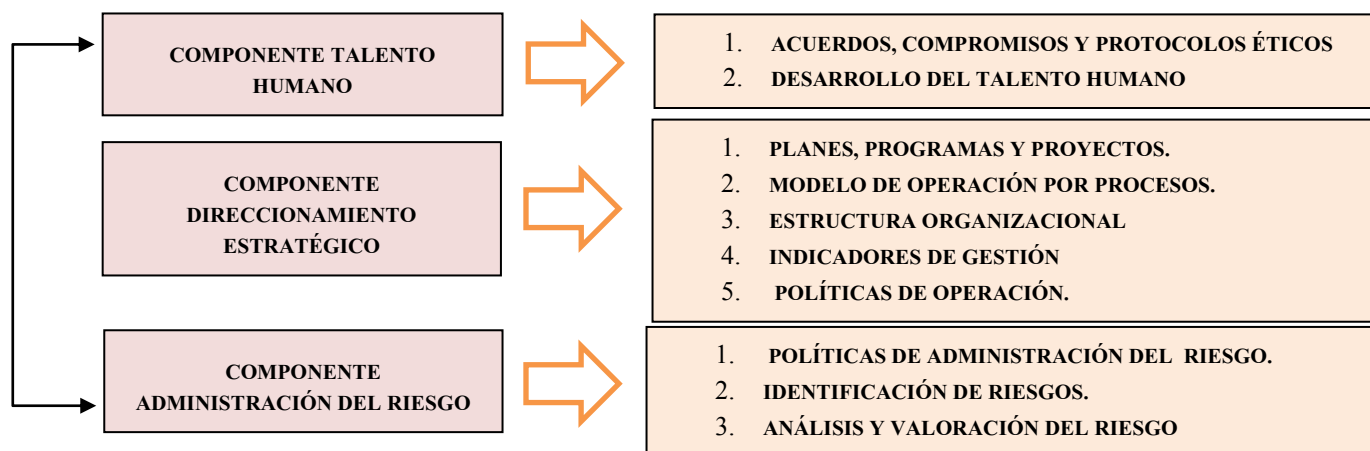 COMPONENTE TALENTO
HUMANO
1. ACUERDOS, COMPROMISOS Y PROTOCOLOS ÉTICOS
2. DESARROLLO DEL TALENTO HUMANO
COMPONENTE
DIRECCIONAMIENTO
ESTRATÉGICO
1. PLANES, PROGRAMAS Y PROYECTOS.
2. MODELO DE OPERACIÓN POR PROCESOS.
3. ESTRUCTURA ORGANIZACIONAL
4. INDICADORES DE GESTIÓN
5. POLÍTICAS DE OPERACIÓN.
COMPONENTE
ADMINISTRACIÓN DEL RIESGO
1. POLÍTICAS DE ADMINISTRACIÓN DEL RIESGO.
2. IDENTIFICACIÓN DE RIESGOS.
3. ANÁLISIS Y VALORACIÓN DEL RIESGO